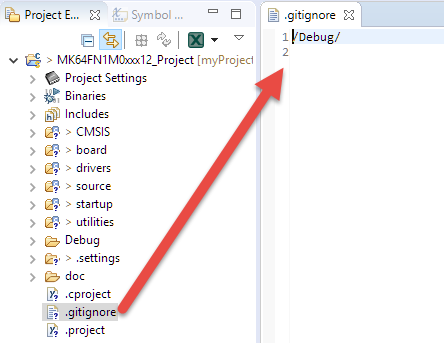 Project E...
Symbol ...
> MK64FN1M0xxx12_Project [myProject
Project Settings
Binaries
Includes
> CMSIS
> board
> drivers
> source
> startup
> utilities
Debug
> .settings
doc
.cproject
.gitignore
.project
.gitignore
1 /Debug/
2